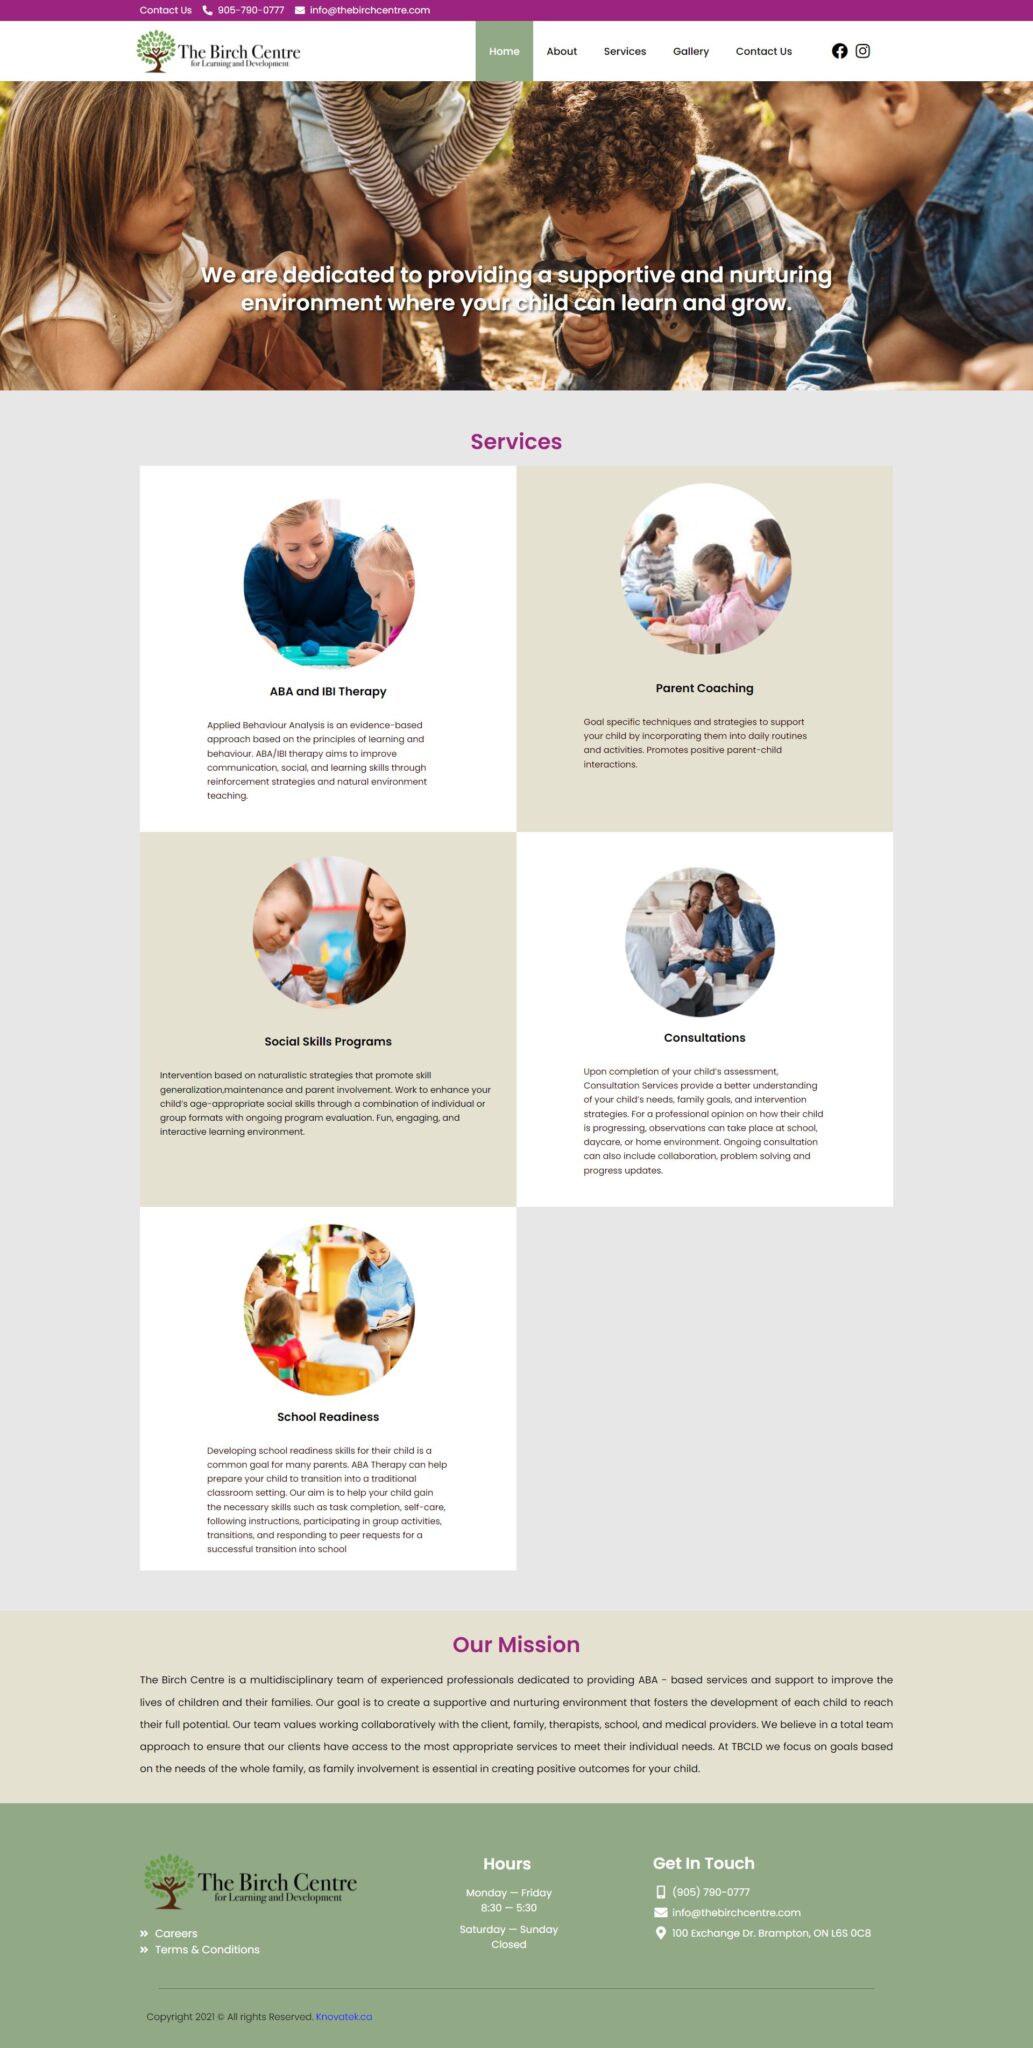 Contact Us 905-790-0777 info@thebirchcentre.com
The Birch Centre
for Learning and Development
Home About Services Gallery Contact Us
We are dedicated to providing a supportive and nurturing
environment where your child can learn and grow.
Services
ABA and IBI Therapy
Applied Behaviour Analysis is an evidence-based
approach based on the principles of learning and
behaviour. ABA/IBI therapy aims to improve
communication, social, and learning skills through
reinforcement strategies and natural environment
teaching.
Parent Coaching
Goal specific techniques and strategies to support
your child by incorporating them into daily routines
and activities. Promotes positive parent-child
interactions.
Social Skills Programs
Intervention based on naturalistic strategies that promote skill
generalization,maintenance and parent involvement. Work to enhance your
child's age-appropriate social skills through a combination of individual or
group formats with ongoing program evaluation. Fun, engaging, and
interactive learning environment.
Consultations
Upon completion of your child's assessment,
Consultation Services provide a better understanding
of your child's needs, family goals, and intervention
strategies. For a professional opinion on how their child
is progressing, observations can take place at school,
daycare, or home environment. Ongoing consultation
can also include collaboration, problem solving and
progress updates.
School Readiness
Developing school readiness skills for their child is a
common goal for many parents. ABA Therapy can help
prepare your child to transition into a traditional
classroom setting. Our aim is to help your child gain
the necessary skills such as task completion, self-care,
following instructions, participating in group activities,
transitions, and responding to peer requests for a
successful transition into school
Our Mission
The Birch Centre is a multidisciplinary team of experienced professionals dedicated to providing ABA - based services and support to improve the
lives of children and their families. Our goal is to create a supportive and nurturing environment that fosters the development of each child to reach
their full potential. Our team values working collaboratively with the client, family, therapists, school, and medical providers. We believe in a total team
approach to ensure that our clients have access to the most appropriate services to meet their individual needs. At TBCLD we focus on goals based
on the needs of the whole family, as family involvement is essential in creating positive outcomes for your child.
The Birch Centre
for Learning and Development
Careers
Terms & Conditions
Hours
Monday — Friday
8:30 — 5:30
Saturday — Sunday
Closed
Get In Touch
(905) 790-0777
info@thebirchcentre.com
100 Exchange Dr. Brampton, ON L6S 0C8
Copyright 2021 © All rights Reserved. Knovatek.ca